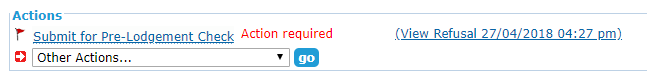 Actions
Submit for Pre-Lodgement Check Action required (View Refusal 27/04/2018 04:27 pm)
Other Actions... go